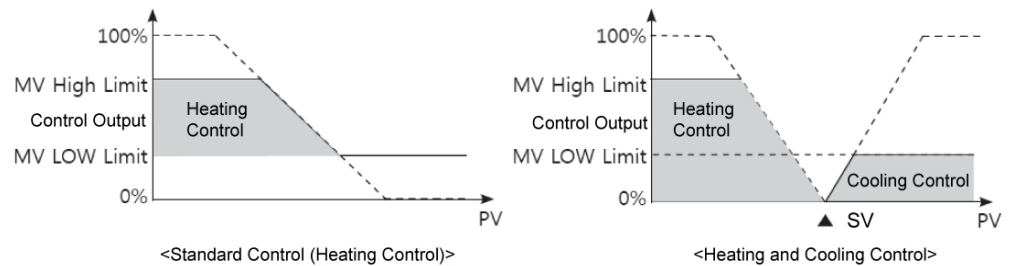 100%
MV High Limit
Heating
Control
Control Output
MV LOW Limit
0%
PV
<Standard Control (Heating Control)>
100%
MV High Limit
Heating
Control
Control Output
MV LOW Limit
Cooling Control
0%
SV
PV
<Heating and Cooling Control>